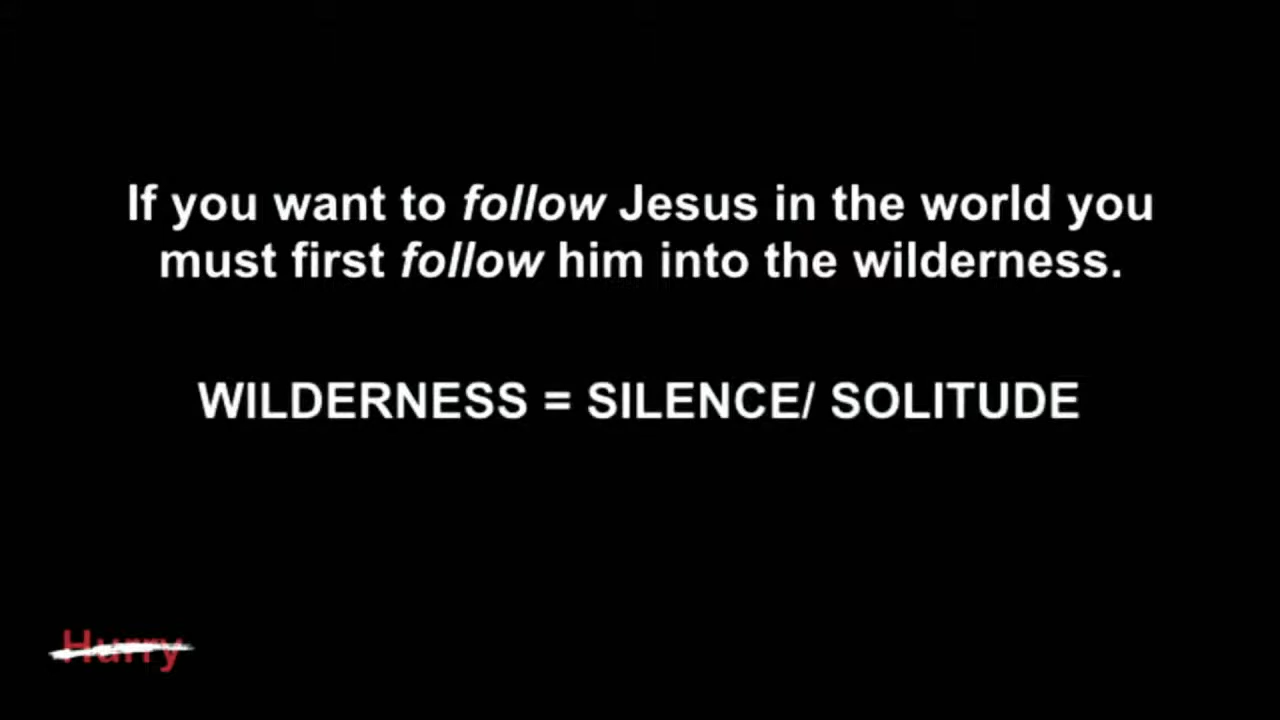 If you want to follow Jesus in the world you
must first follow him into the wilderness.
WILDERNESS = SILENCE/ SOLITUDE
Hurry